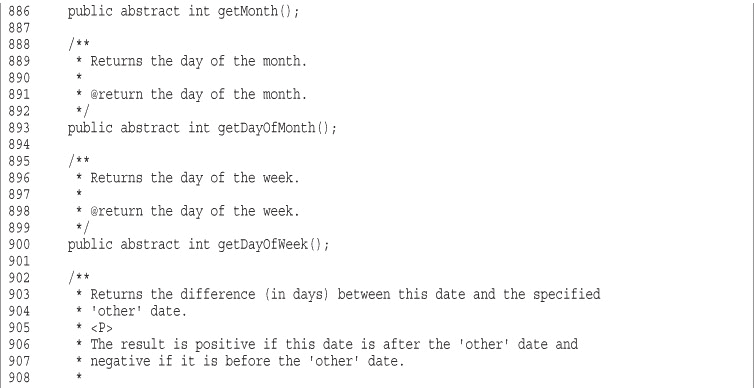 886     public abstract int getMonth();
887
888     /**
889      * Returns the day of the month.
890      *
891      * @return the day of the month.
892      */
893     public abstract int getDayOfMonth();
894
895     /**
896      * Returns the day of the week.
897      *
898      * @return the day of the week.
899      */
900     public abstract int getDayOfWeek();
901
902     /**
903      * Returns the difference (in days) between this date and the specified
904      * 'other' date.
905      * <P>
906      * The result is positive if this date is after the 'other' date and
907      * negative if it is before the 'other' date.
908      *